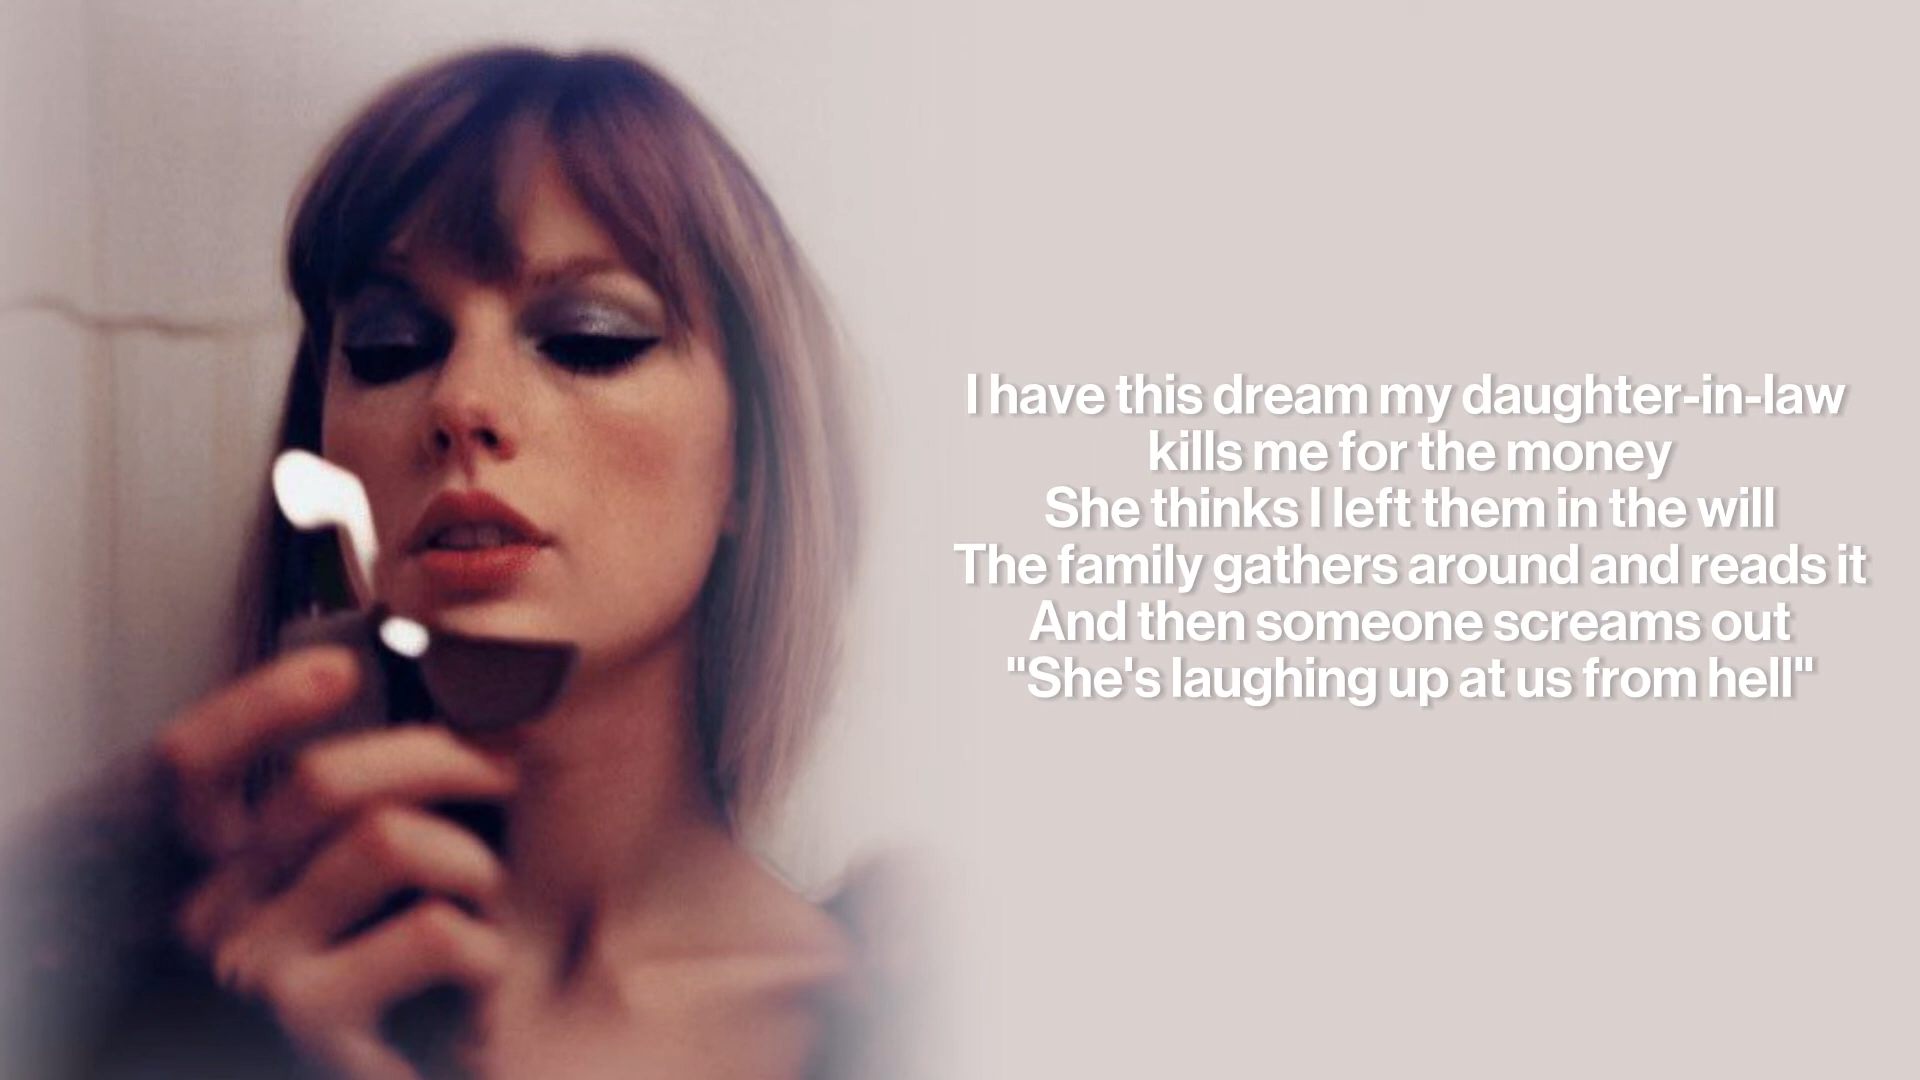 I have this dream my daughter-in-law
kills me for the money
She thinks I left them in the will
The family gathers around and reads it
And then someone screams out
"She's laughing up at us from hell"